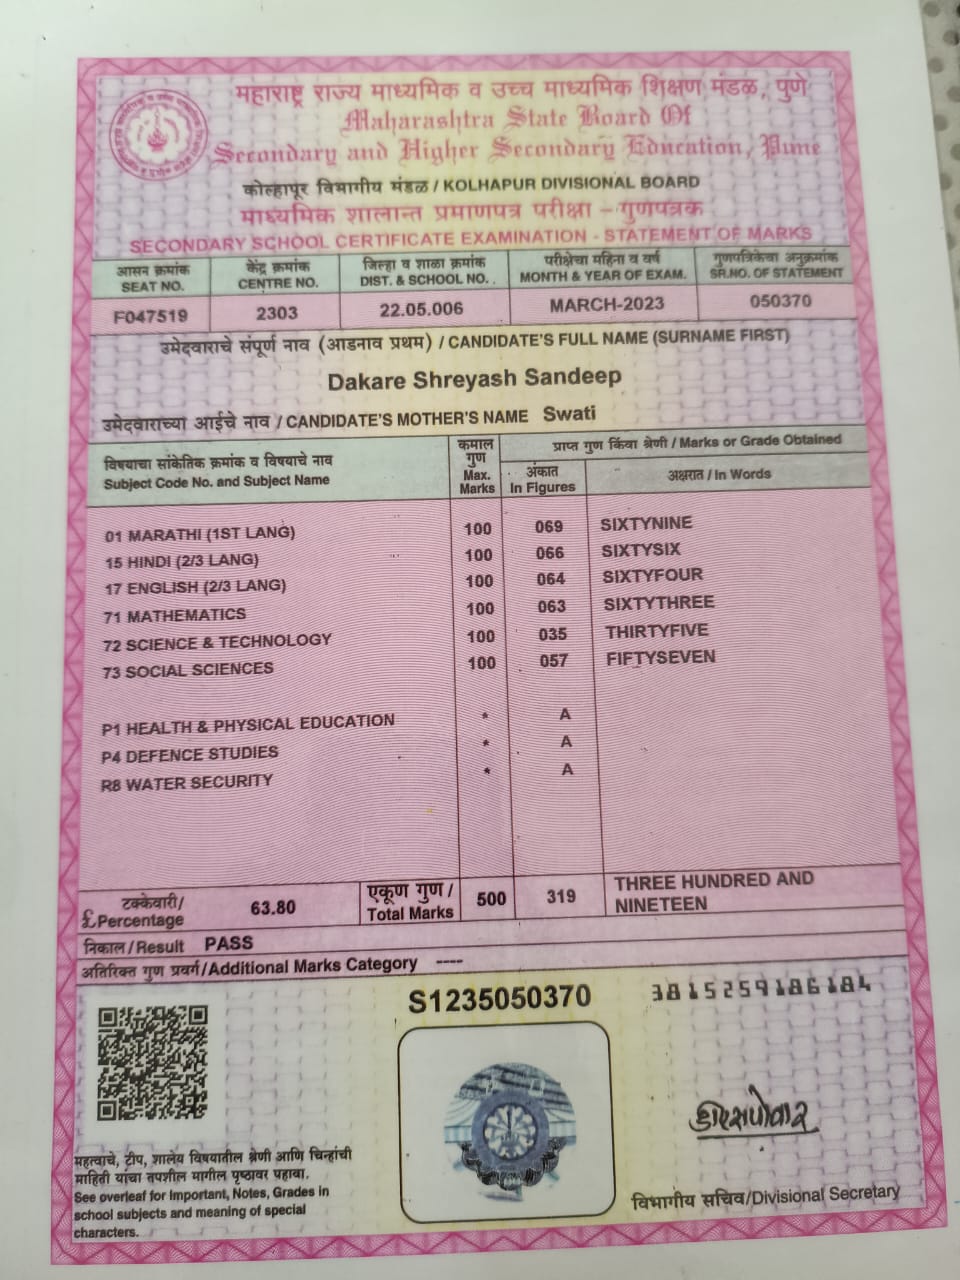 महाराष्ट्र राज्य माध्यमिक व उच्च माध्यमिक शिक्षण मंडळ, पुणे
Maharashtra State Board Of
Secondary and Higher Secondary Education, Pune
कोल्हापूर विभागीय मंडळ / KOLHAPUR DIVISIONAL BOARD
माध्यमिक शालान्त प्रमाणपत्र परीक्षा - गुणपत्रक
SECONDARY SCHOOL CERTIFICATE EXAMINATION - STATEMENT OF MARKS
आसन क्रमांक केंद्र क्रमांक जिल्हा व शाळा क्रमांक परीक्षेचा महिना व वर्ष गुणपत्रिकेचा अनुक्रमांक
SEAT NO. CENTRE NO. DIST. & SCHOOL NO. MONTH & YEAR OF EXAM. SR.NO. OF STATEMENT
F047519 2303 22.05.006 MARCH-2023 050370
उमेदवाराचे संपूर्ण नाव (आडनाव प्रथम) / CANDIDATE'S FULL NAME (SURNAME FIRST)
Dakare Shreyash Sandeep
उमेदवाराच्या आईचे नाव / CANDIDATE'S MOTHER'S NAME Swati
विषयाचा सांकेतिक क्रमांक व विषयाचे नाव
Subject Code No. and Subject Name
कमाल
गुण
Max.
Marks
प्राप्त गुण किंवा श्रेणी / Marks or Grade Obtained
अंकात
In Figures
अक्षरात / In Words
01 MARATHI (1ST LANG) 100 069 SIXTYNINE
15 HINDI (2/3 LANG) 100 066 SIXTYSIX
17 ENGLISH (2/3 LANG) 100 064 SIXTYFOUR
71 MATHEMATICS 100 063 SIXTYTHREE
72 SCIENCE & TECHNOLOGY 100 035 THIRTYFIVE
73 SOCIAL SCIENCES 100 057 FIFTYSEVEN
P1 HEALTH & PHYSICAL EDUCATION * A
P4 DEFENCE STUDIES * A
R8 WATER SECURITY * A
टक्केवारी/
£Percentage
63.80
एकूण गुण /
Total Marks
500 319
THREE HUNDRED AND
NINETEEN
निकाल/Result PASS
अतिरिक्त गुण प्रवर्ग/Additional Marks Category ----
S1235050370
3815259186184
महत्वाचे, टीप, शालेय विषयातील श्रेणी आणि चिन्हांची
माहिती यांचा तपशील मागील पृष्ठावर पहावा.
See overleaf for Important, Notes, Grades in
school subjects and meaning of special
characters.
विभागीय सचिव/Divisional Secretary